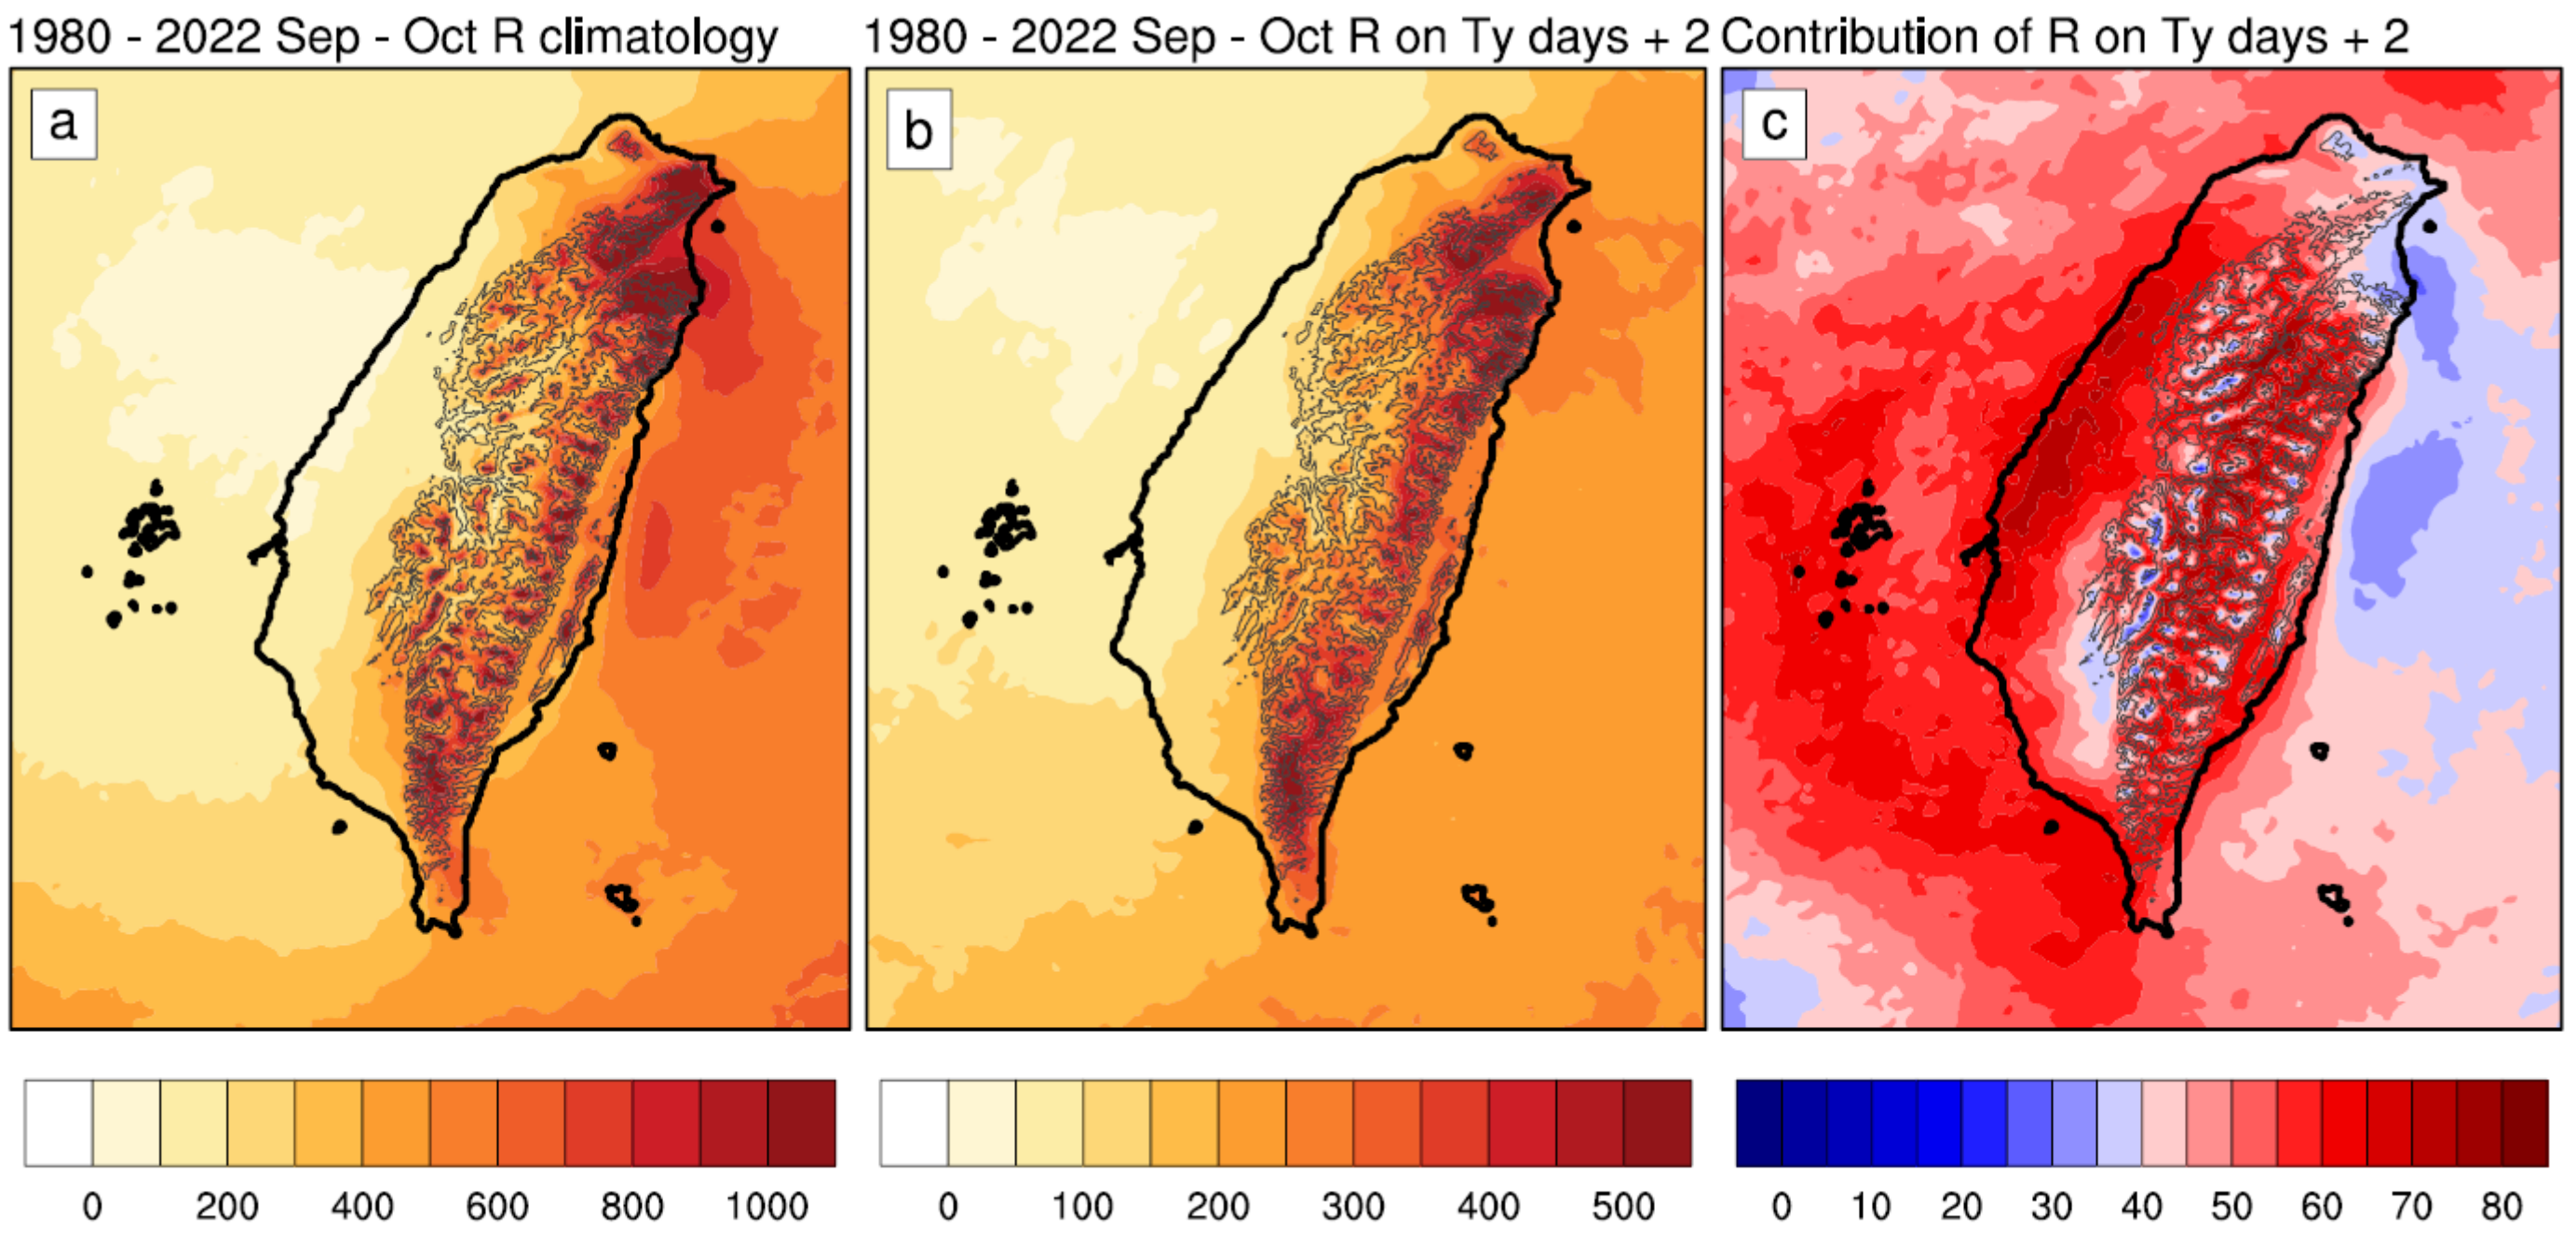 1980 - 2022 Sep - Oct R climatology
1980 - 2022 Sep - Oct R on Ty days + 2
Contribution of R on Ty days + 2
a
b
c
0 200 400 600 800 1000
0 100 200 300 400 500
0 10 20 30 40 50 60 70 80